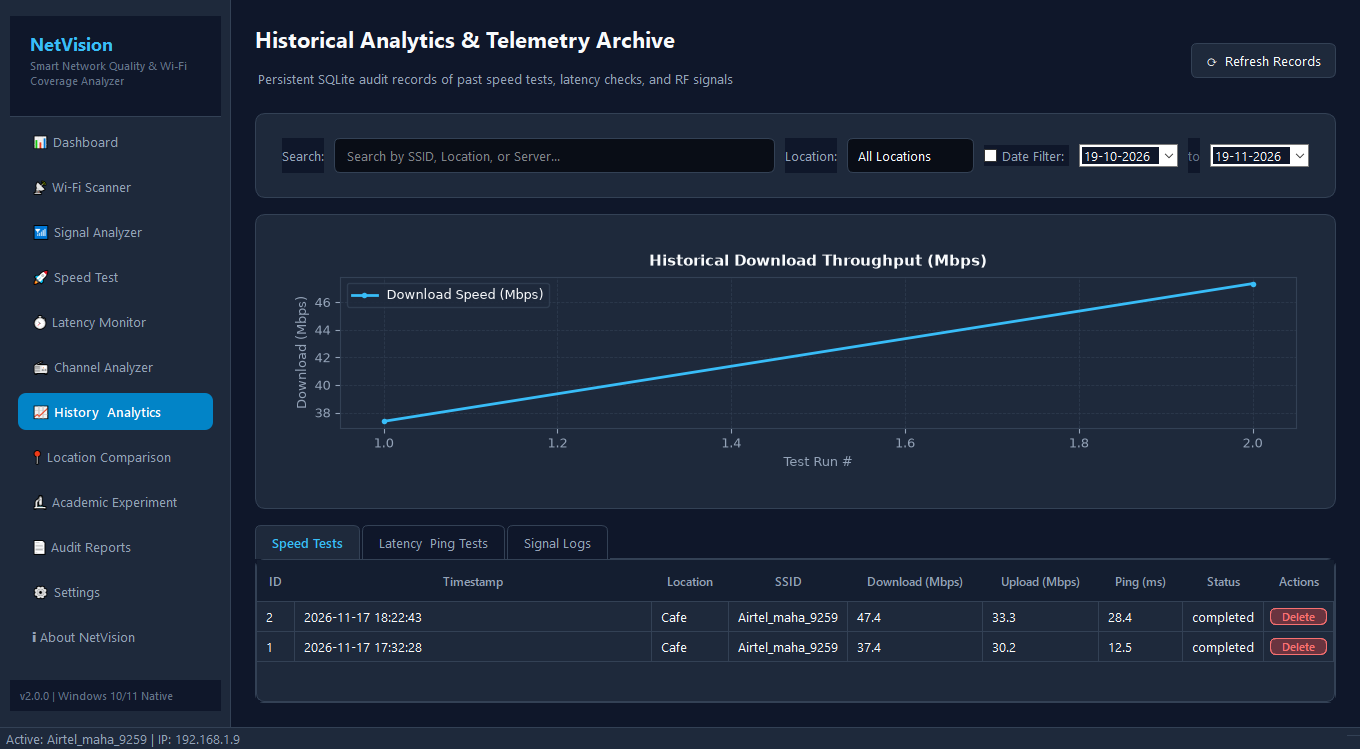 NetVision
Smart Network Quality & Wi-Fi
Coverage Analyzer
Dashboard
Wi-Fi Scanner
Signal Analyzer
Speed Test
Latency Monitor
Channel Analyzer
History Analytics
Location Comparison
Academic Experiment
Audit Reports
Settings
About NetVision
v2.0.0 | Windows 10/11 Native
Historical Analytics & Telemetry Archive
Persistent SQLite audit records of past speed tests, latency checks, and RF signals
Refresh Records
Search: Search by SSID, Location, or Server... Location: All Locations Date Filter: 19-10-2026 to 19-11-2026
Historical Download Throughput (Mbps)
Download Speed (Mbps)
Download (Mbps)
46
44
42
40
38
1.0 1.2 1.4 1.6 1.8 2.0
Test Run #
Speed Tests Latency Ping Tests Signal Logs
ID Timestamp Location SSID Download (Mbps) Upload (Mbps) Ping (ms) Status Actions
2 2026-11-17 18:22:43 Cafe Airtel_maha_9259 47.4 33.3 28.4 completed Delete
1 2026-11-17 17:32:28 Cafe Airtel_maha_9259 37.4 30.2 12.5 completed Delete
Active: Airtel_maha_9259 | IP: 192.168.1.9